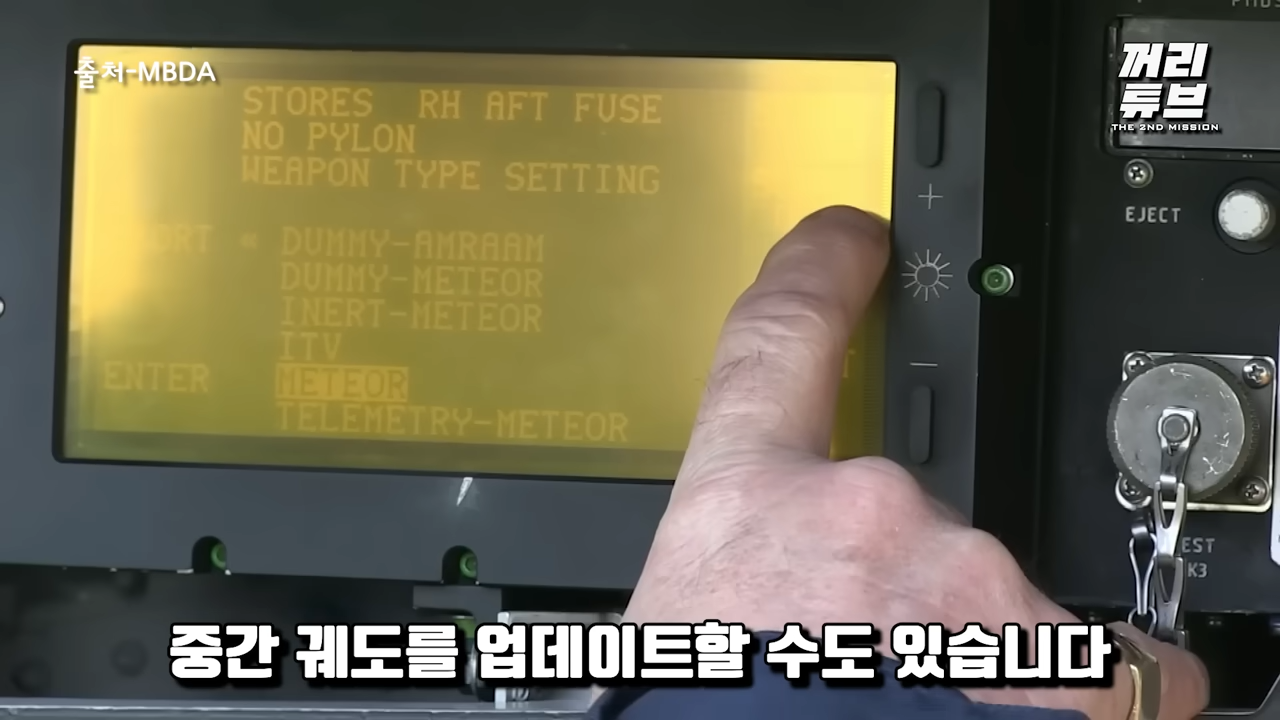 출처-MBDA
꺼리
튜브
THE 2ND MISSION
STORES RH AFT FUSE
NO PYLON
WEAPON TYPE SETTING
DUMMY-AMRAAM
DUMMY-METEOR
INERT-METEOR
ITV
ENTER METEOR
TELEMETRY-METEOR
+
EJECT
K3
중간 궤도를 업데이트할 수도 있습니다